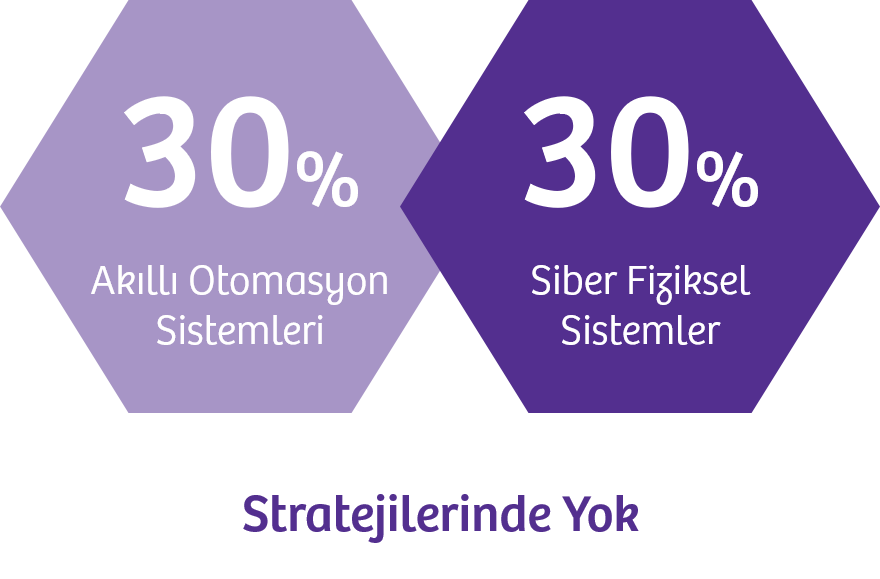 30%
Akıllı Otomasyon
Sistemleri
30%
Siber Fiziksel
Sistemler
Stratejilerinde Yok